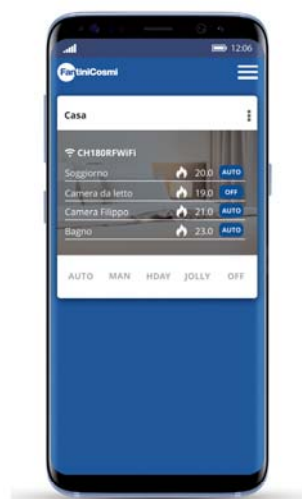 12:06
FantiniCosmi
Casa
CH180RFWiFi
Soggiorno 20.0 AUTO
Camera da letto 19.0 OFF
Camera Filippo 21.0 AUTO
Bagno 23.0 AUTO
AUTO MAN HDAY JOLLY OFF